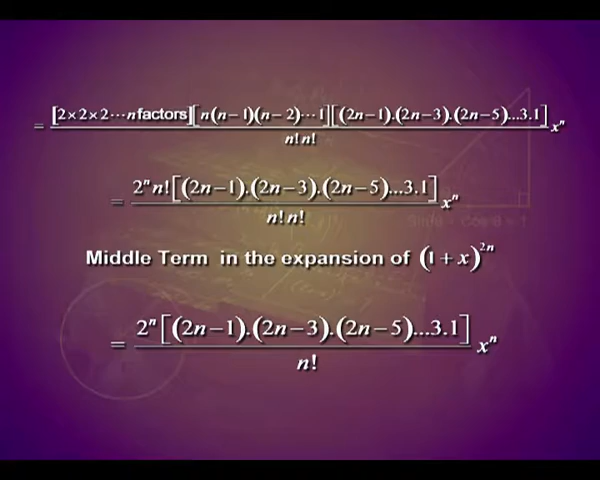 = [2×2×2⋯n factors][n(n−1)(n−2)⋯1][(2n−1).(2n−3).(2n−5)...3.1] / n! n! xⁿ
= 2ⁿ n![(2n−1).(2n−3).(2n−5)...3.1] / n! n! xⁿ
Middle Term in the expansion of (1+x)²ⁿ
= 2ⁿ[(2n−1).(2n−3).(2n−5)...3.1] / n! xⁿ